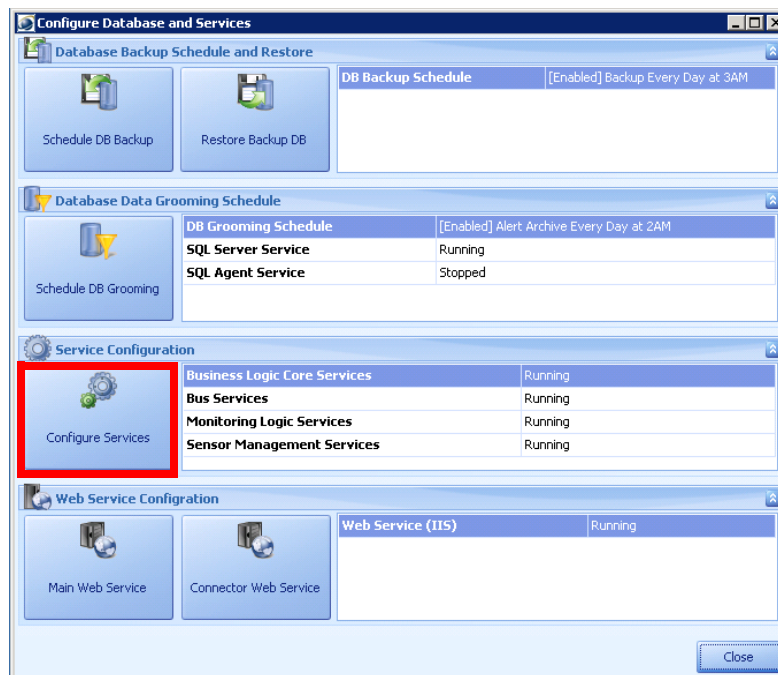 Configure Database and Services
Database Backup Schedule and Restore
Schedule DB Backup
Restore Backup DB
DB Backup Schedule [Enabled] Backup Every Day at 3AM
Database Data Grooming Schedule
Schedule DB Grooming
DB Grooming Schedule [Enabled] Alert Archive Every Day at 2AM
SQL Server Service Running
SQL Agent Service Stopped
Service Configuration
Configure Services
Business Logic Core Services Running
Bus Services Running
Monitoring Logic Services Running
Sensor Management Services Running
Web Service Configration
Main Web Service
Connector Web Service
Web Service (IIS) Running
Close